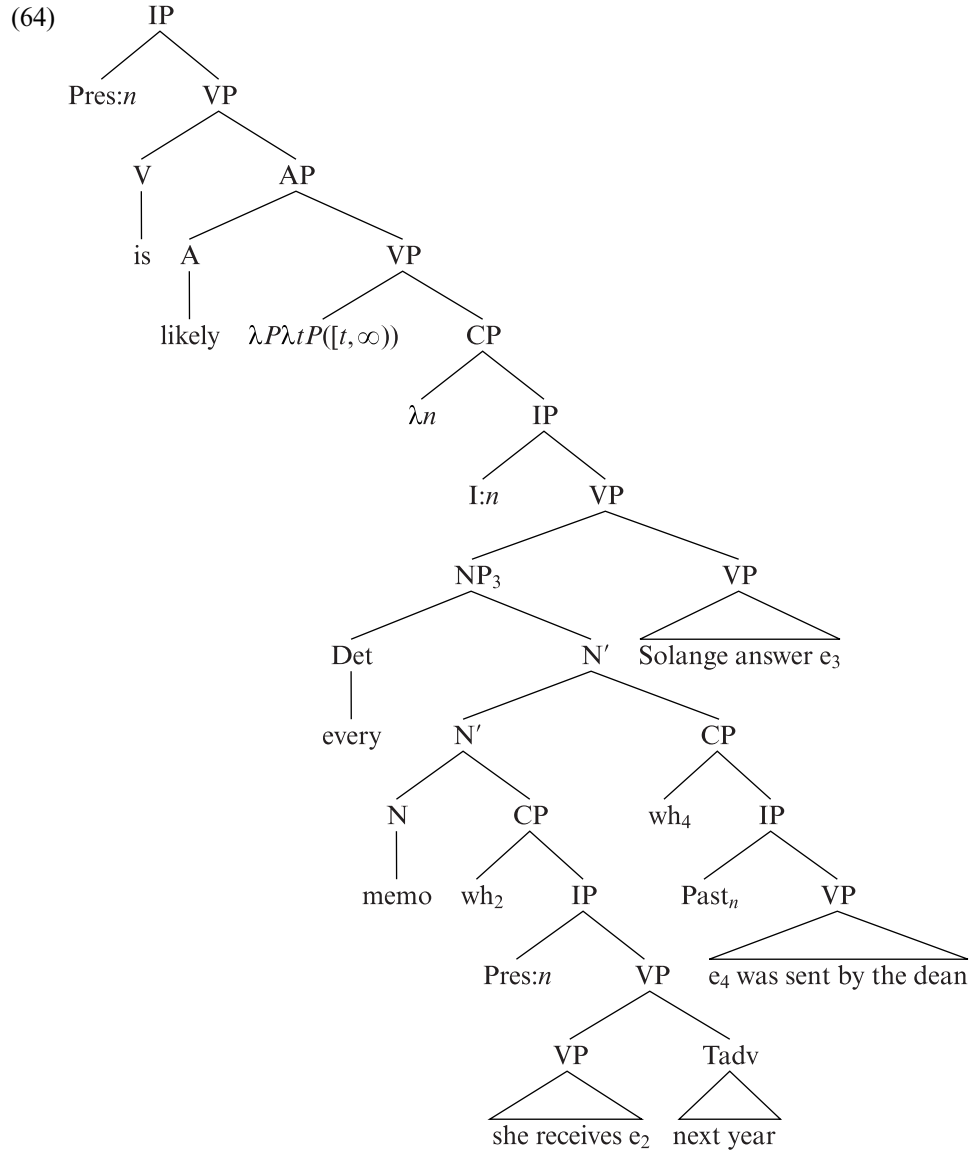 (64) IP
Pres:n VP
V AP
is A VP
likely λPλtP([t, ∞)) CP
λn IP
I:n VP
NP₃ VP
Det N′ Solange answer e₃
every N′ CP
N CP wh₄ IP
memo wh₂ IP Pastₙ VP
Pres:n VP e₄ was sent by the dean
VP Tadv
she receives e₂ next year